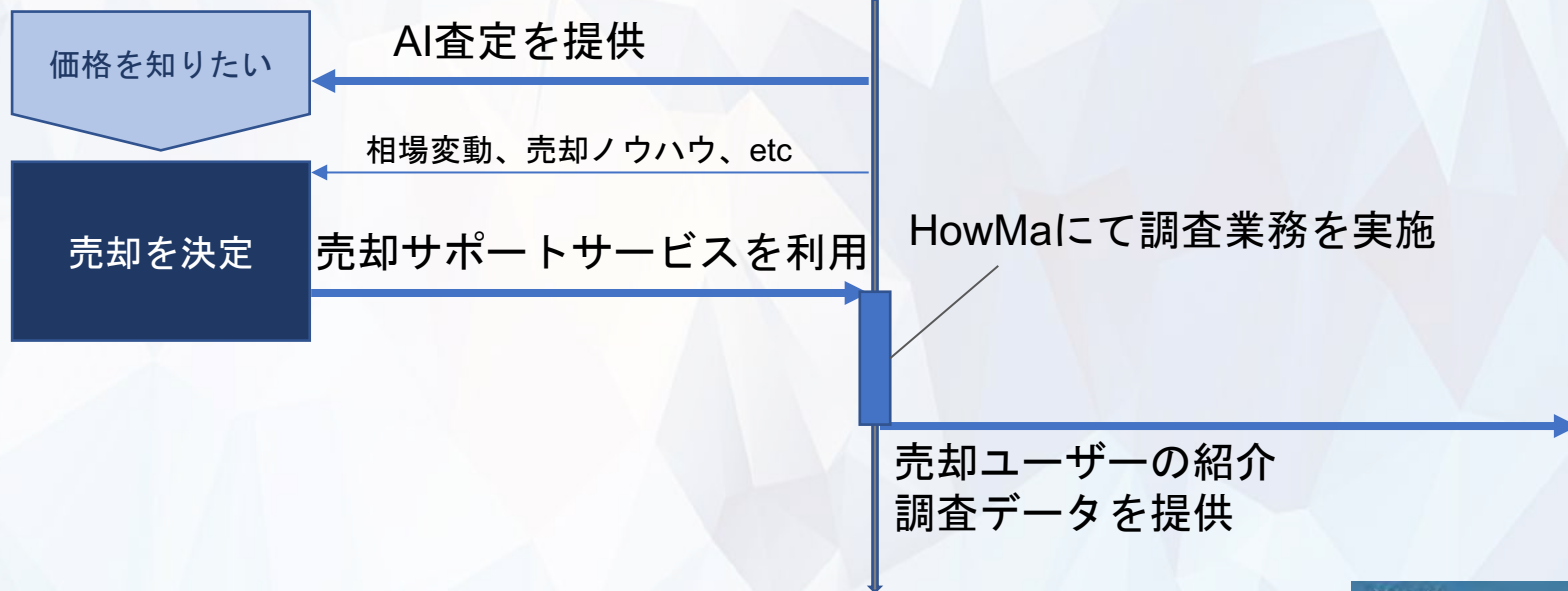 AI査定を提供
価格を知りたい
相場変動、売却ノウハウ、etc
売却を決定
売却サポートサービスを利用
HowMaにて調査業務を実施
売却ユーザーの紹介
調査データを提供